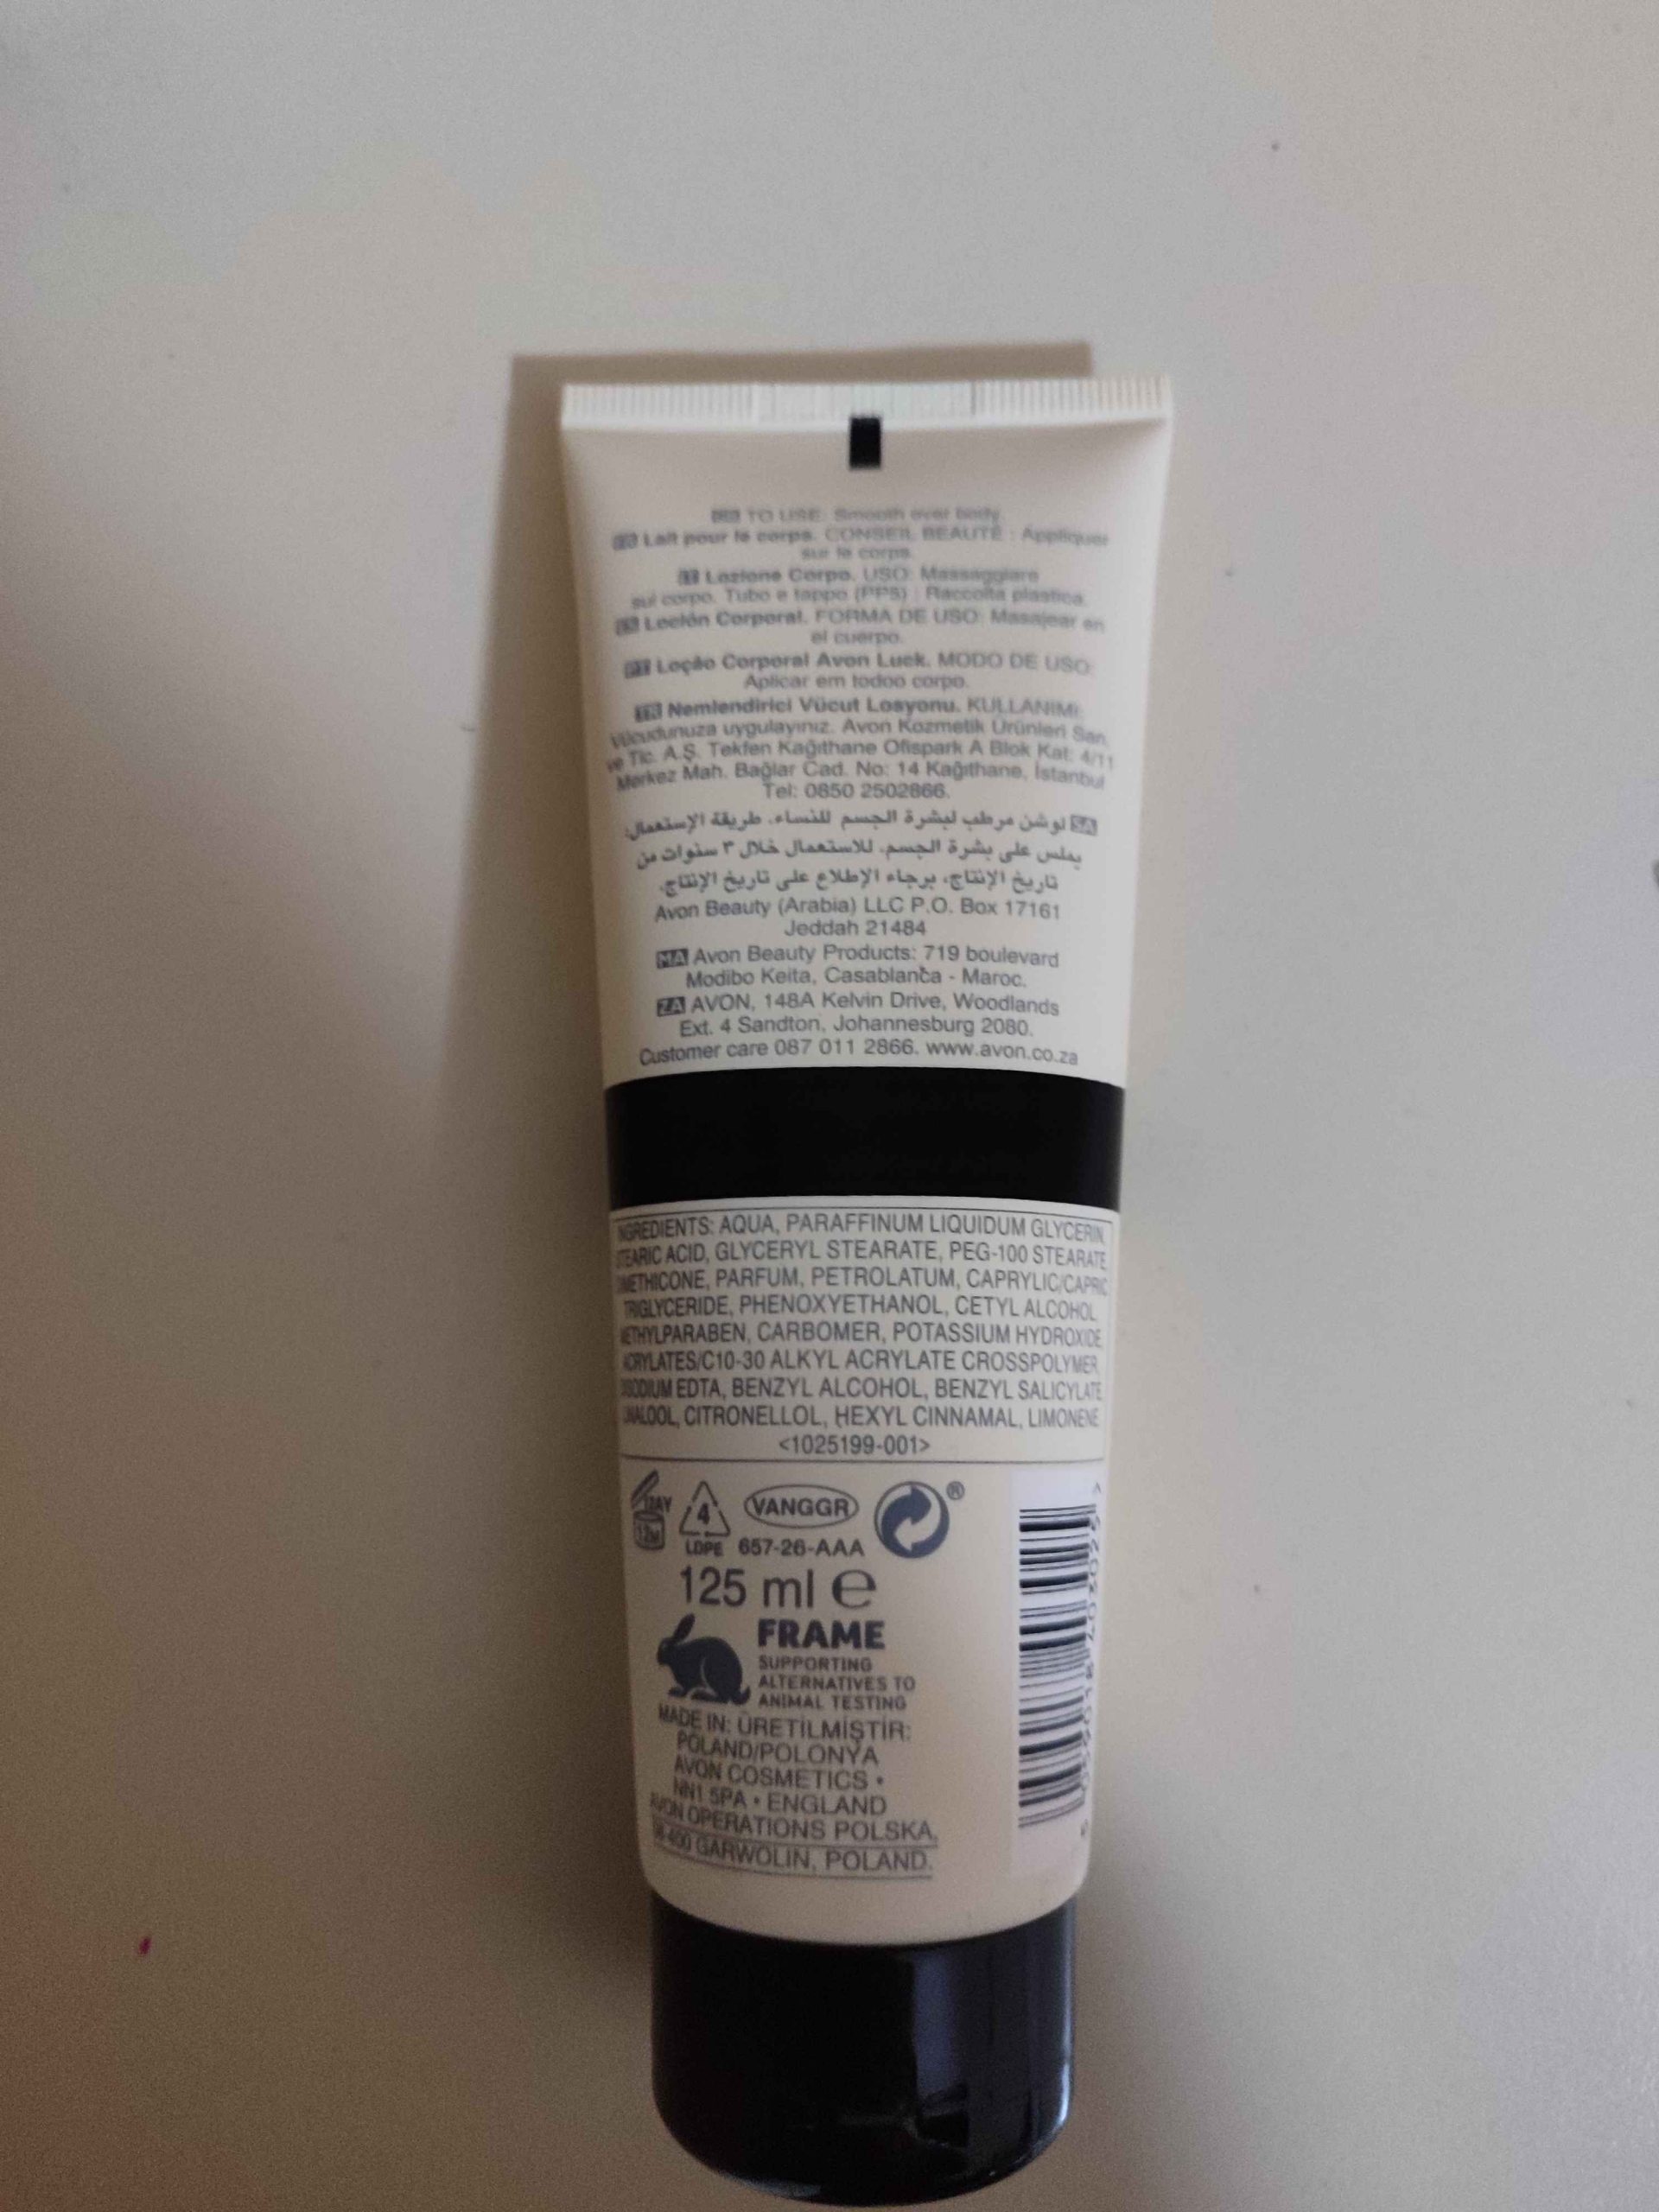 TO USE: Smooth over body.
Lait pour le corps. CONSEIL BEAUTÉ : Appliquer
sur le corps.
Lozione Corpo. USO: Massaggiare
sul corpo. Tubo e tappo (PP5) : Raccolta plastica.
Loción Corporal. FORMA DE USO: Masajear en
el cuerpo.
PT Loção Corporal Avon Luck. MODO DE USO:
Aplicar em todoo corpo.
TR Nemlendirici Vücut Losyonu. KULLANIMI:
Vücudunuza uygulayınız. Avon Kozmetik Ürünleri San.
ve Tic. A.Ş. Tekfen Kağıthane Ofispark A Blok Kat: 4/11
Merkez Mah. Bağlar Cad. No: 14 Kağıthane, İstanbul
Tel: 0850 2502866.
SA لوشن مرطب لبشرة الجسم للنساء. طريقة الإستعمال:
يملس على بشرة الجسم. للاستعمال خلال ٣ سنوات من
تاريخ الإنتاج، برجاء الإطلاع على تاريخ الإنتاج.
Avon Beauty (Arabia) LLC P.O. Box 17161
Jeddah 21484
MA Avon Beauty Products: 719 boulevard
Modibo Keita, Casablanca - Maroc.
ZA AVON, 148A Kelvin Drive, Woodlands
Ext. 4 Sandton, Johannesburg 2080.
Customer care 087 011 2866. www.avon.co.za
INGREDIENTS: AQUA, PARAFFINUM LIQUIDUM GLYCERIN,
STEARIC ACID, GLYCERYL STEARATE, PEG-100 STEARATE,
DIMETHICONE, PARFUM, PETROLATUM, CAPRYLIC/CAPRIC
TRIGLYCERIDE, PHENOXYETHANOL, CETYL ALCOHOL,
METHYLPARABEN, CARBOMER, POTASSIUM HYDROXIDE,
ACRYLATES/C10-30 ALKYL ACRYLATE CROSSPOLYMER,
DISODIUM EDTA, BENZYL ALCOHOL, BENZYL SALICYLATE,
LINALOOL, CITRONELLOL, HEXYL CINNAMAL, LIMONENE
<1025199-001>
12AY
12M
4
LDPE
VANGGR
657-26-AAA
®
125 ml e
FRAME
SUPPORTING
ALTERNATIVES TO
ANIMAL TESTING
MADE IN: ÜRETİLMİŞTİR:
POLAND/POLONYA
AVON COSMETICS •
NN1 5PA • ENGLAND
AVON OPERATIONS POLSKA,
GARWOLIN, POLAND.